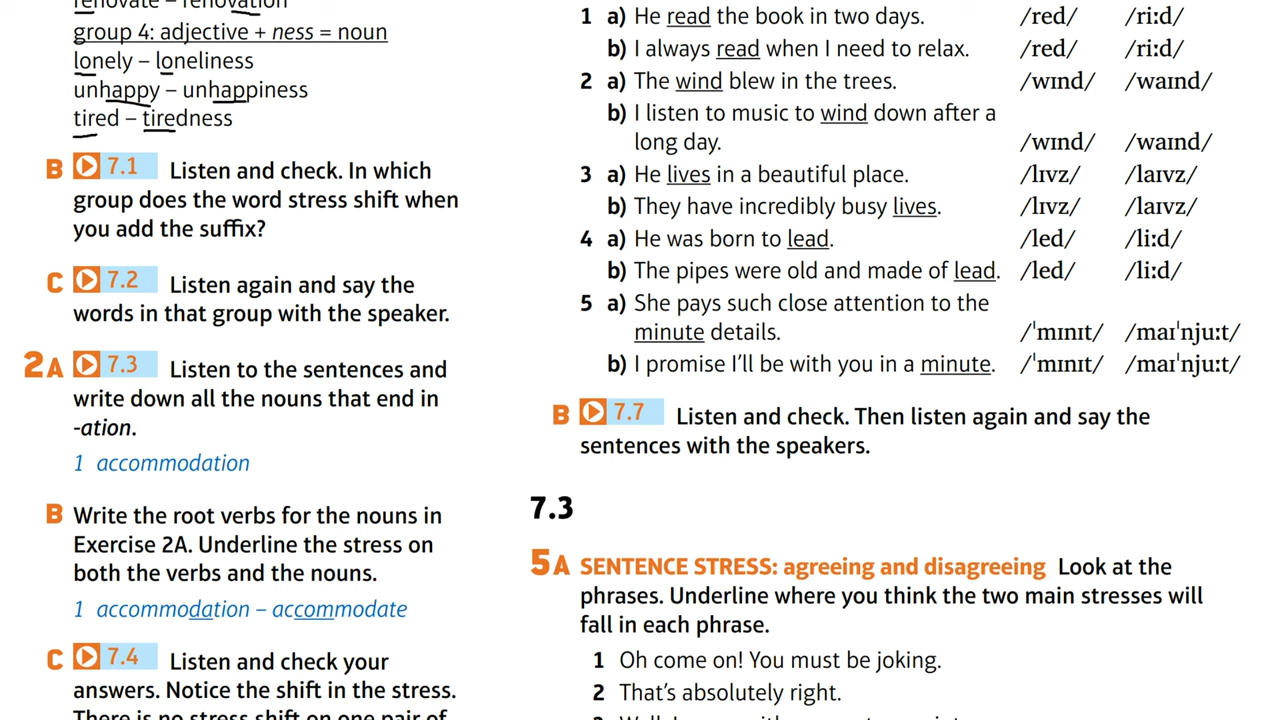 renovate – renovation
group 4: adjective + ness = noun
lonely – loneliness
unhappy – unhappiness
tired – tiredness
B 7.1 Listen and check. In which
group does the word stress shift when
you add the suffix?
C 7.2 Listen again and say the
words in that group with the speaker.
2A 7.3 Listen to the sentences and
write down all the nouns that end in
-ation.
1 accommodation
B Write the root verbs for the nouns in
Exercise 2A. Underline the stress on
both the verbs and the nouns.
1 accommodation – accommodate
C 7.4 Listen and check your
answers. Notice the shift in the stress.
There is no stress shift on one pair of
1 a) He read the book in two days. /red/ /riːd/
b) I always read when I need to relax. /red/ /riːd/
2 a) The wind blew in the trees. /wɪnd/ /waɪnd/
b) I listen to music to wind down after a
long day. /wɪnd/ /waɪnd/
3 a) He lives in a beautiful place. /lɪvz/ /laɪvz/
b) They have incredibly busy lives. /lɪvz/ /laɪvz/
4 a) He was born to lead. /led/ /liːd/
b) The pipes were old and made of lead. /led/ /liːd/
5 a) She pays such close attention to the
minute details. /ˈmɪnɪt/ /maɪˈnjuːt/
b) I promise I'll be with you in a minute. /ˈmɪnɪt/ /maɪˈnjuːt/
B 7.7 Listen and check. Then listen again and say the
sentences with the speakers.
7.3
5A SENTENCE STRESS: agreeing and disagreeing Look at the
phrases. Underline where you think the two main stresses will
fall in each phrase.
1 Oh come on! You must be joking.
2 That's absolutely right.